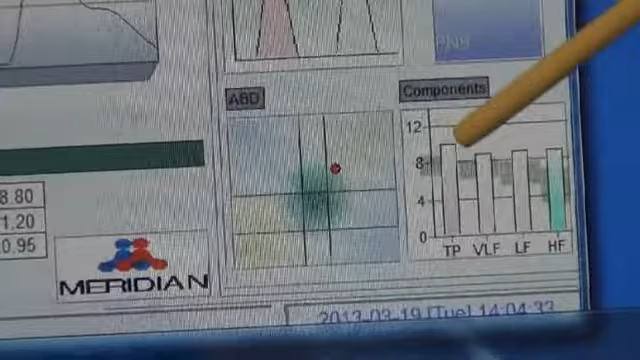 PNS
ABD
Components
12
8
4
0
TP VLF LF HF
8.80
1.20
0.95
MERIDIAN
2013-03-19 [Tue] 14:04:33